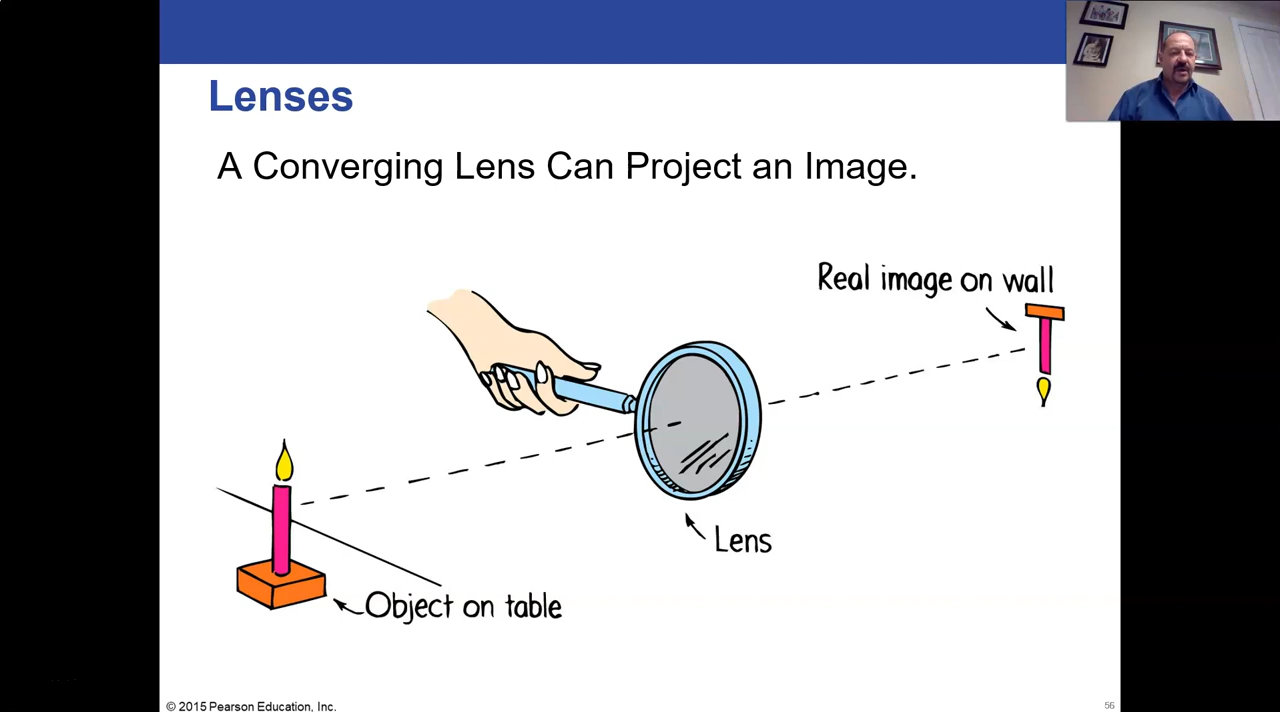 Lenses
A Converging Lens Can Project an Image.
Real image on wall
Lens
Object on table
© 2015 Pearson Education, Inc.
56